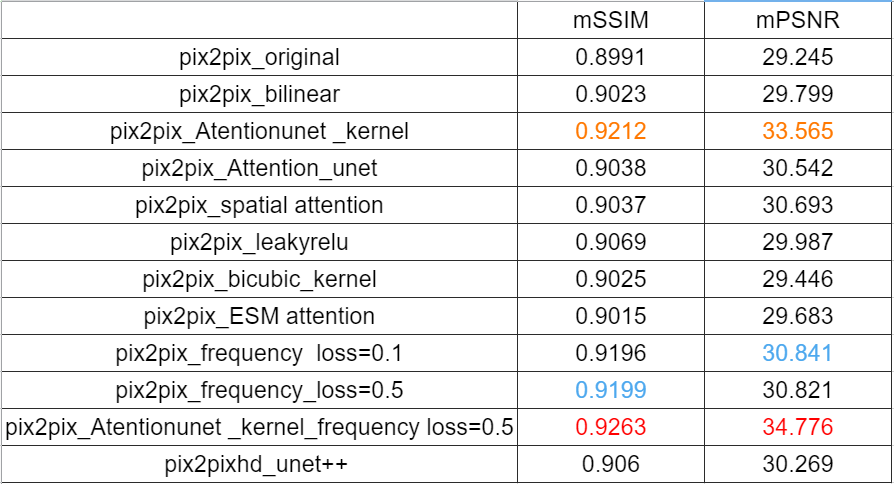 mSSIM mPSNR
pix2pix_original 0.8991 29.245
pix2pix_bilinear 0.9023 29.799
pix2pix_Atentionunet _kernel 0.9212 33.565
pix2pix_Attention_unet 0.9038 30.542
pix2pix_spatial attention 0.9037 30.693
pix2pix_leakyrelu 0.9069 29.987
pix2pix_bicubic_kernel 0.9025 29.446
pix2pix_ESM attention 0.9015 29.683
pix2pix_frequency  loss=0.1 0.9196 30.841
pix2pix_frequency_loss=0.5 0.9199 30.821
pix2pix_Atentionunet _kernel_frequency loss=0.5 0.9263 34.776
pix2pixhd_unet++ 0.906 30.269